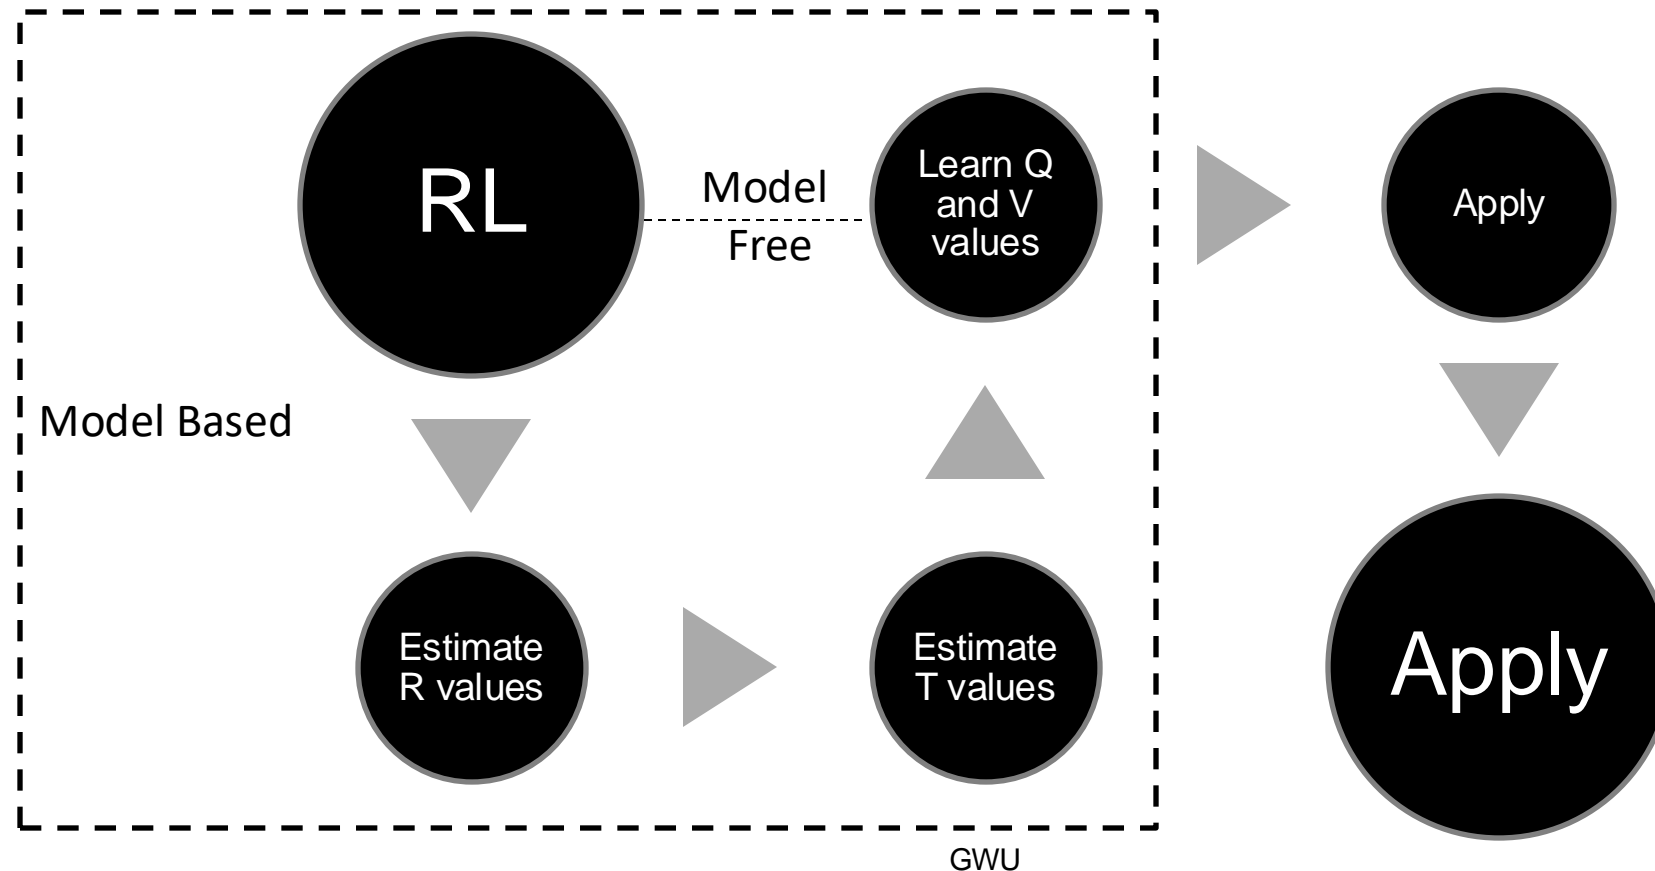 RL
Model
Free
Learn Q
and V
values
Apply
Model Based
Estimate
R values
Estimate
T values
Apply
GWU